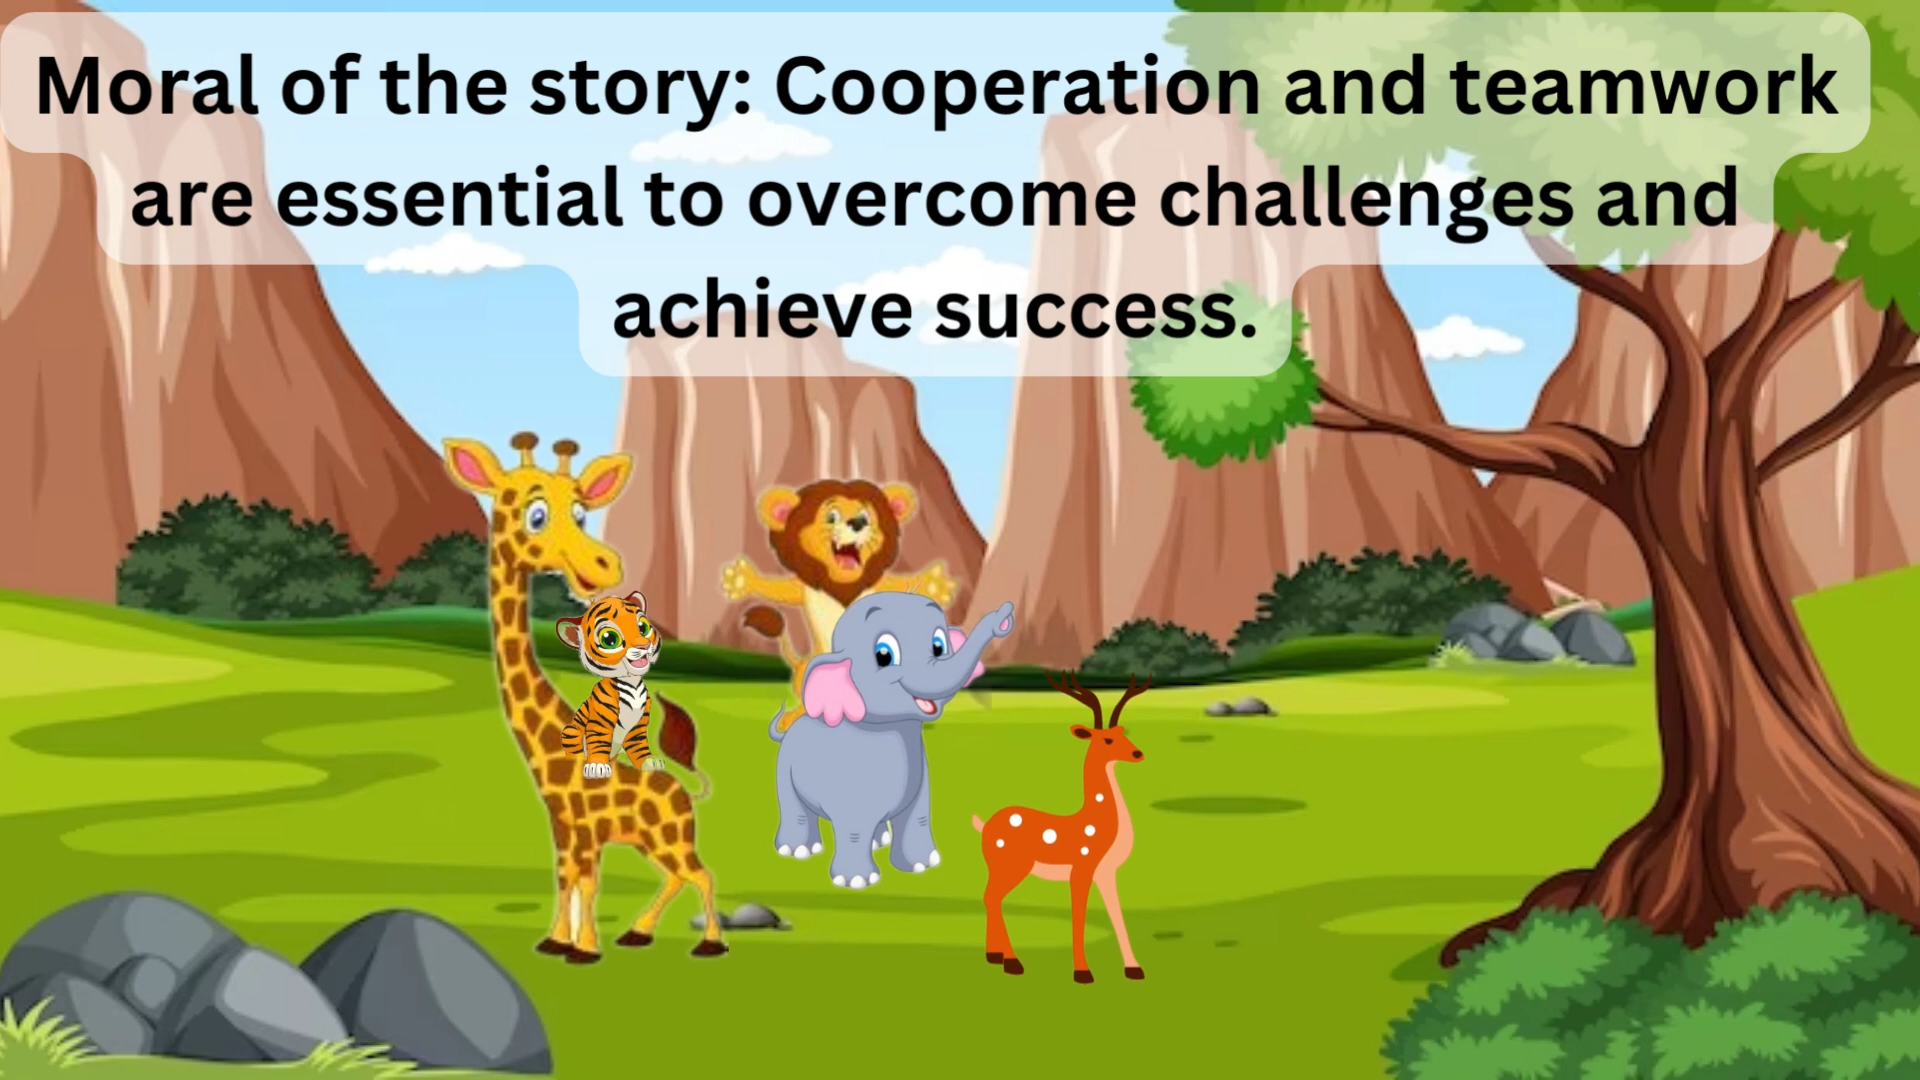 Moral of the story: Cooperation and teamwork
are essential to overcome challenges and
achieve success.